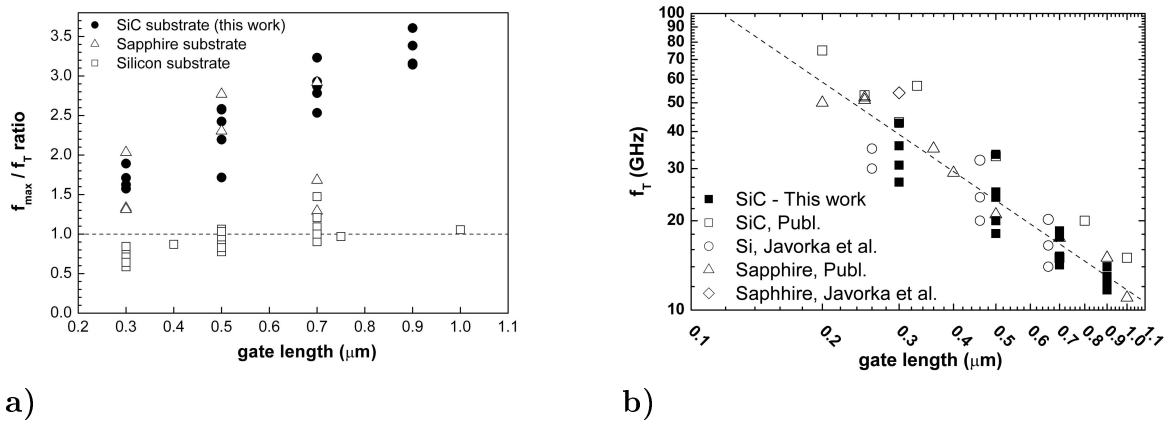 3.5
3.0
2.5
2.0
1.5
1.0
0.5
0.0
f_max / f_T ratio
SiC substrate (this work)
Sapphire substrate
Silicon substrate
0.2 0.3 0.4 0.5 0.6 0.7 0.8 0.9 1.0 1.1
gate length (μm)
a)
100
90
80
70
60
50
40
30
20
10
f_T (GHz)
SiC - This work
SiC, Publ.
Si, Javorka et al.
Sapphire, Publ.
Saphhire, Javorka et al.
0.1 0.2 0.3 0.4 0.5 0.6 0.7 0.8 0.9 1.0 1.1
gate length (μm)
b)